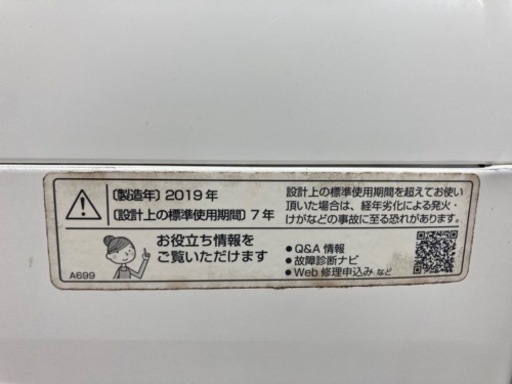 〔製造年〕2019年
〔設計上の標準使用期間〕7年
設計上の標準使用期間を超えてお使い
頂いた場合は、経年劣化による発火・
けがなどの事故に至る恐れがあります。
お役立ち情報を
ご覧いただけます
A699
●Q&A 情報
●故障診断ナビ
●Web 修理申込み など